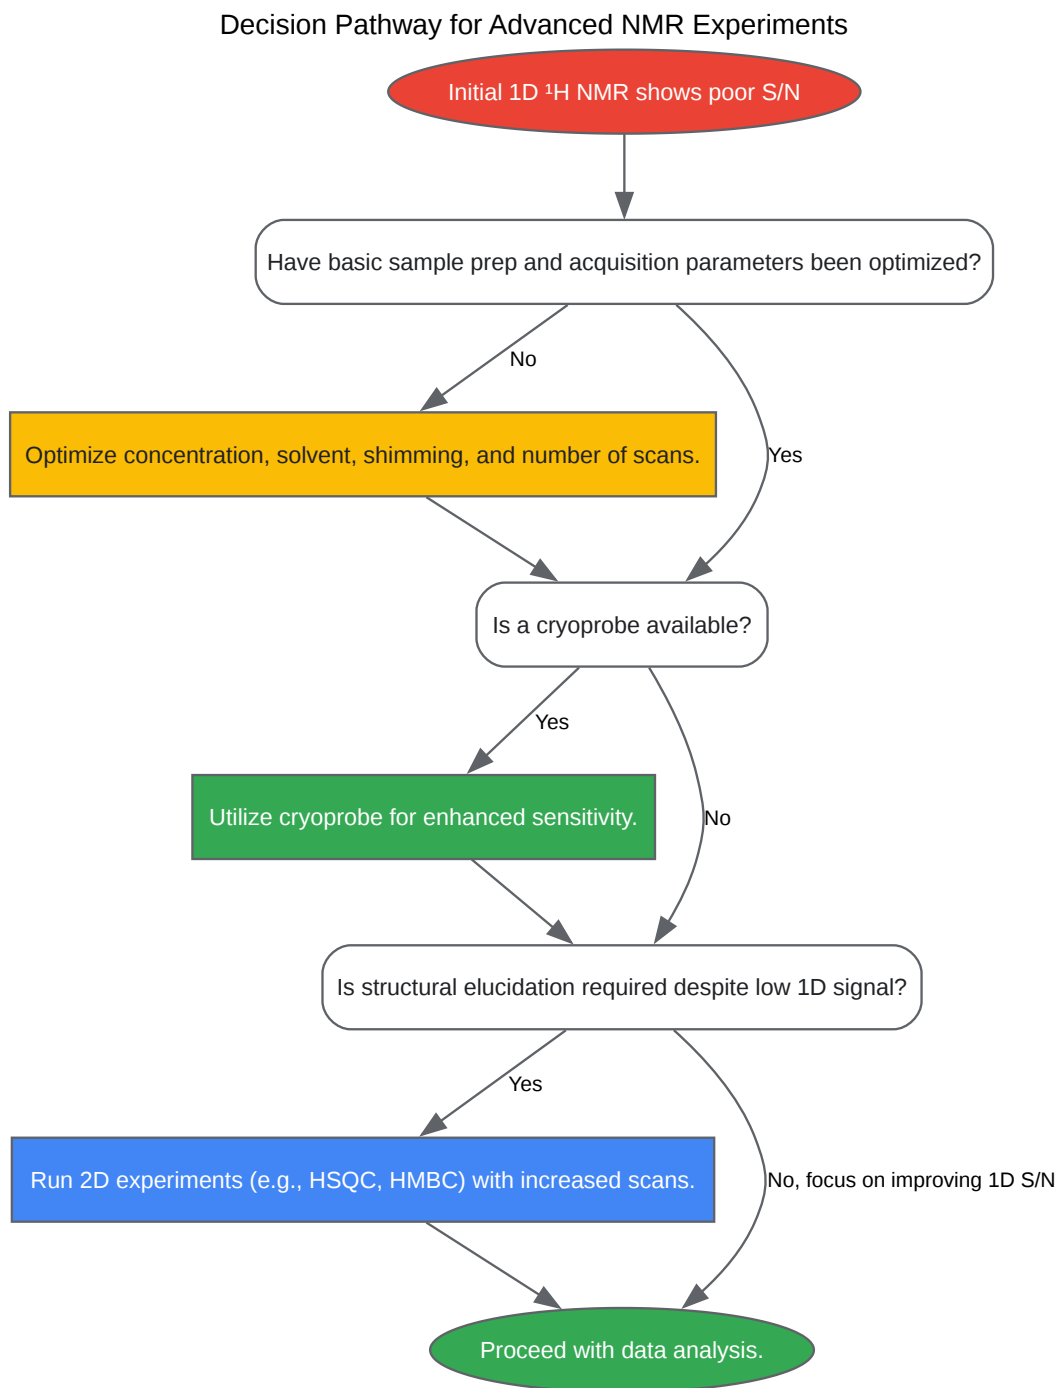 Decision Pathway for Advanced NMR Experiments
Initial 1D ¹H NMR shows poor S/N
Have basic sample prep and acquisition parameters been optimized?
No
Optimize concentration, solvent, shimming, and number of scans.
Yes
Is a cryoprobe available?
Yes
Utilize cryoprobe for enhanced sensitivity.
No
Is structural elucidation required despite low 1D signal?
Yes
Run 2D experiments (e.g., HSQC, HMBC) with increased scans.
No, focus on improving 1D S/N
Proceed with data analysis.